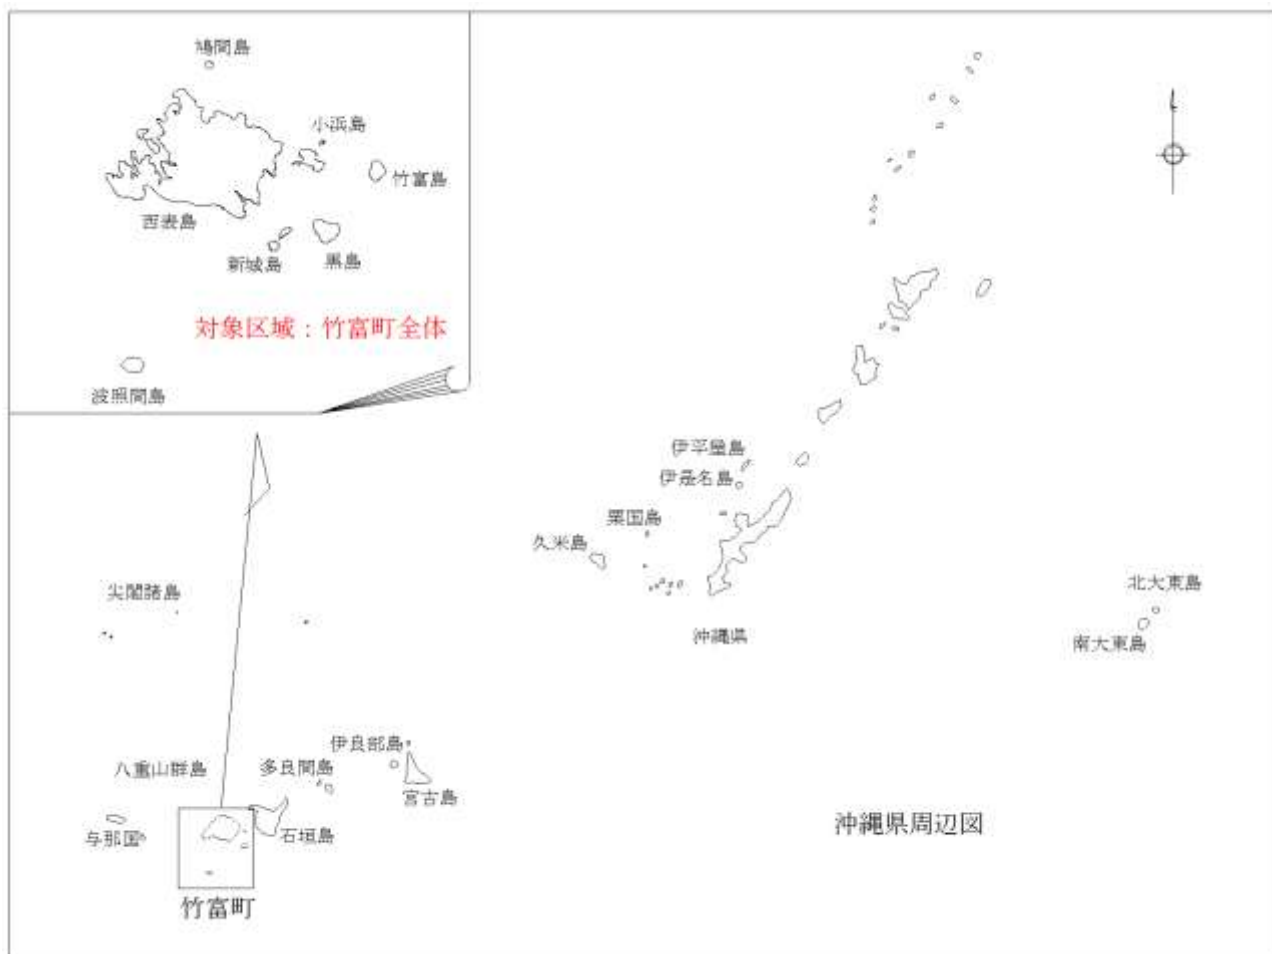 鳩間島
小浜島
竹富島
西表島
新城島
黒島
対象区域：竹富町全体
波照間島
伊平屋島
伊是名島
粟国島
久米島
沖縄県
北大東島
南大東島
尖閣諸島
伊良部島
八重山群島
多良間島
宮古島
与那国
石垣島
沖縄県周辺図
竹富町